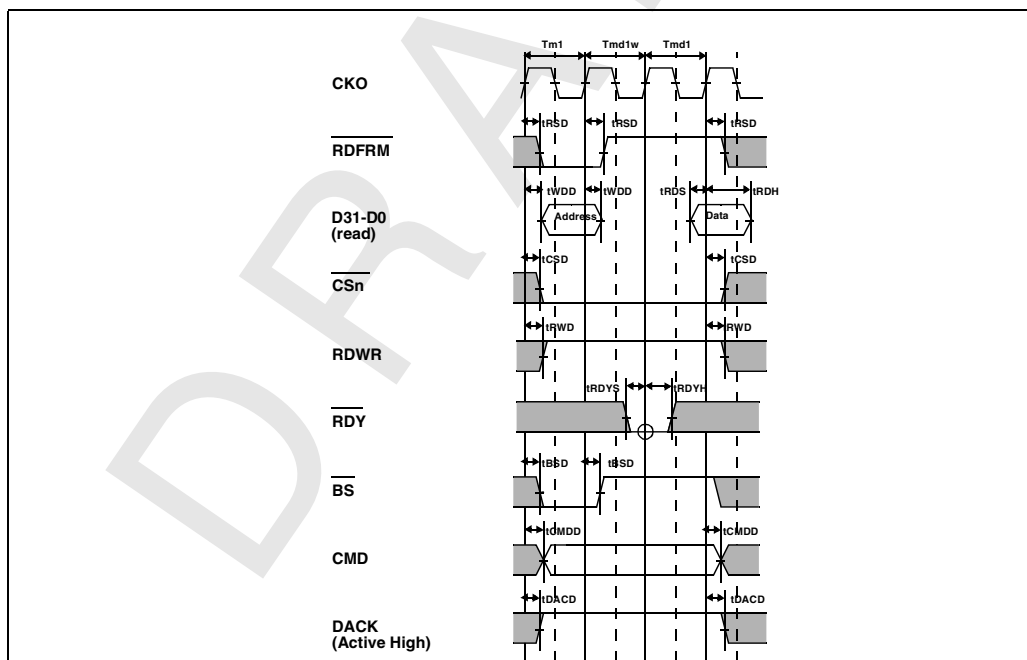 DRA
Tm1 Tmd1w Tmd1
CKO
tRSD tRSD tRSD
RDFRM
tWDD tWDD tRDS tRDH
D31-D0 Address Data
(read)
tCSD tCSD
CSn
tRWD RWD
RDWR
tRDYS tRDYH
RDY
tBSD tBSD
BS
tCMDD tCMDD
CMD
tDACD tDACD
DACK
(Active High)